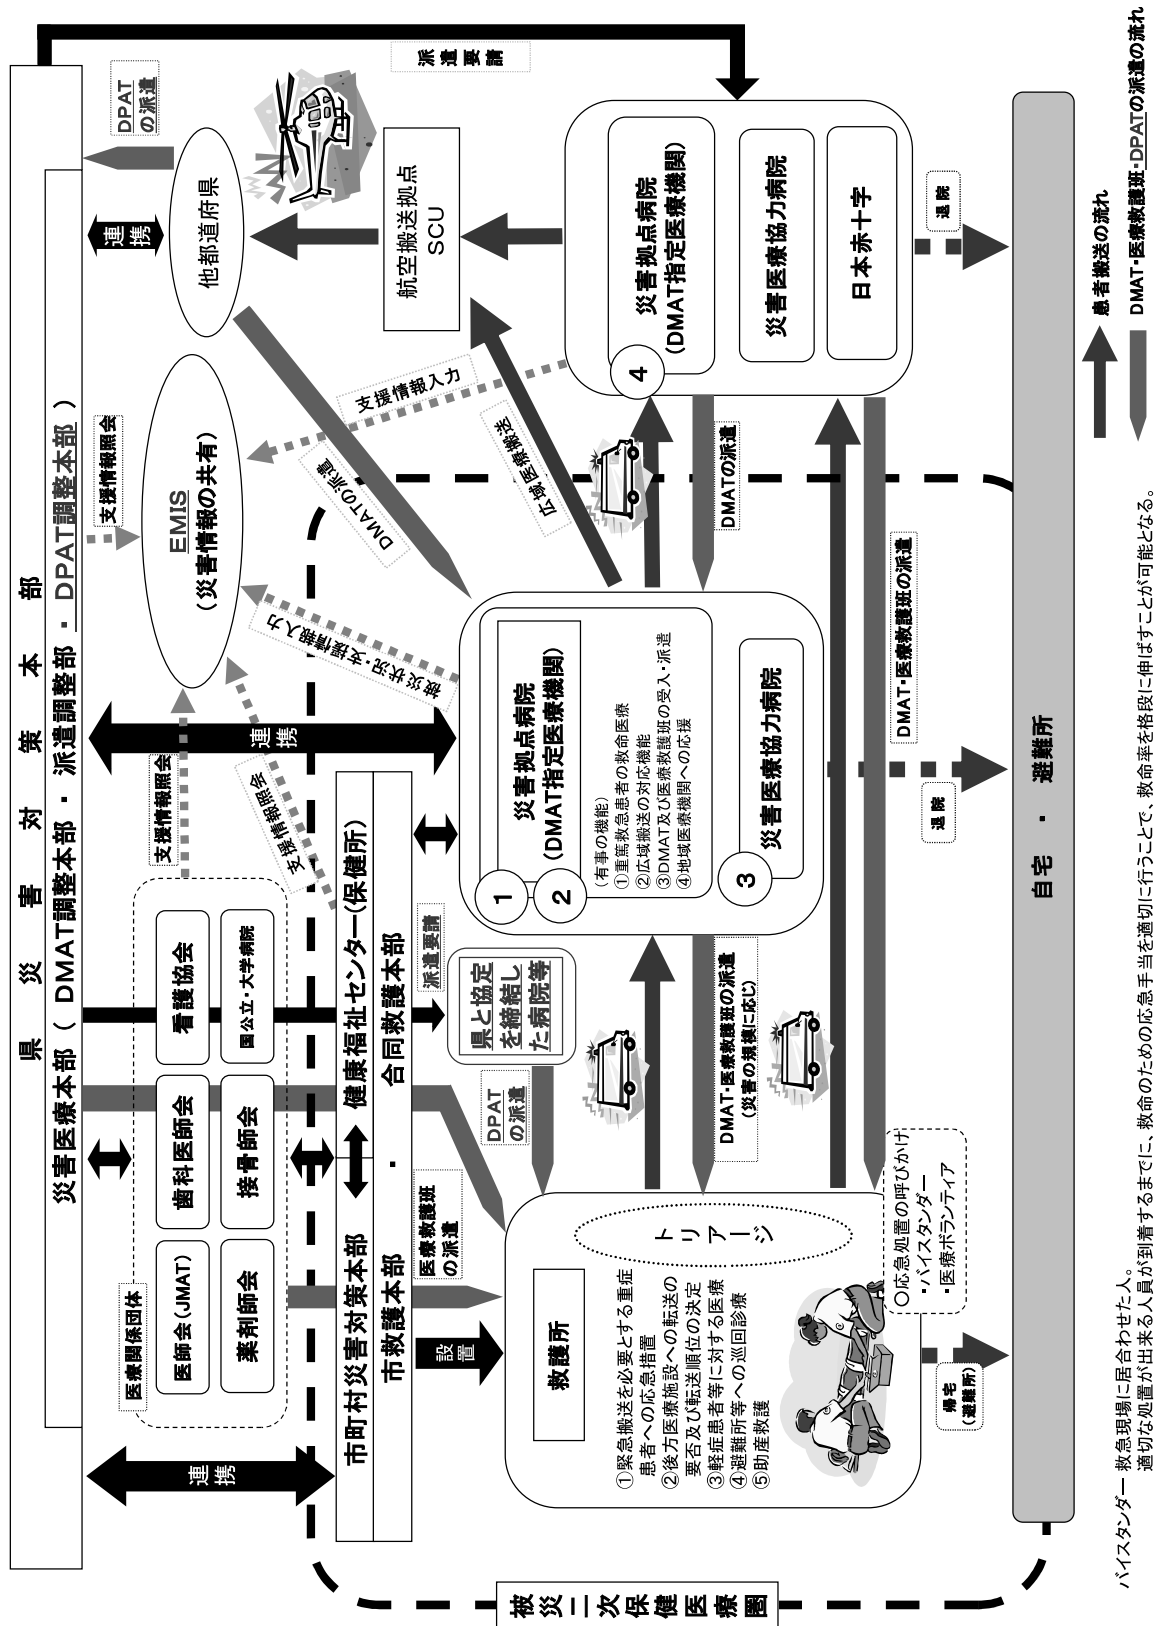 県災害対策本部
災害医療本部（DMAT調整本部・派遣調整部・DPAT調整本部）
連携
医療関係団体
医師会(JMAT)
歯科医師会
看護協会
薬剤師会
接骨師会
国公立・大学病院
支援情報照会
支援情報照会
支援情報照会
EMIS
(災害情報の共有)
連携
他都道府県
DPAT
の派遣
派遣要請
連携
被災状況・支援情報入力
支援情報入力
DMATの派遣
広域医療搬送
航空搬送拠点
SCU
市町村災害対策本部
健康福祉センター(保健所)
市救護本部
・
合同救護本部
設置
医療救護班
の派遣
派遣要請
県と協定
を締結し
た病院等
DPAT
の派遣
救護所
①緊急搬送を必要とする重症
患者への応急措置
②後方医療施設への転送の
要否及び転送順位の決定
③軽症患者等に対する医療
④避難所等への巡回診療
⑤助産救護
トリアージ
〇応急処置の呼びかけ
・バイスタンダー
・医療ボランティア
帰宅
(避難所)
DMAT・医療救護班の派遣
(災害の規模に応じ)
1
2
災害拠点病院
(DMAT指定医療機関)
(有事の機能)
①重篤救急患者の救命医療
②広域搬送の対応機能
③DMAT及び医療救護班の受入・派遣
④地域医療機関への応援
3
災害医療協力病院
退院
DMATの派遣
DMAT・医療救護班の派遣
4
災害拠点病院
(DMAT指定医療機関)
災害医療協力病院
日本赤十字
退院
自宅・避難所
被災二次保健医療圏
患者搬送の流れ
DMAT・医療救護班・DPATの派遣の流れ
バイスタンダー 救急現場に居合わせた人。
適切な処置が出来る人員が到着するまでに、救命のための応急手当を適切に行うことで、救命率を格段に伸ばすことが可能となる。